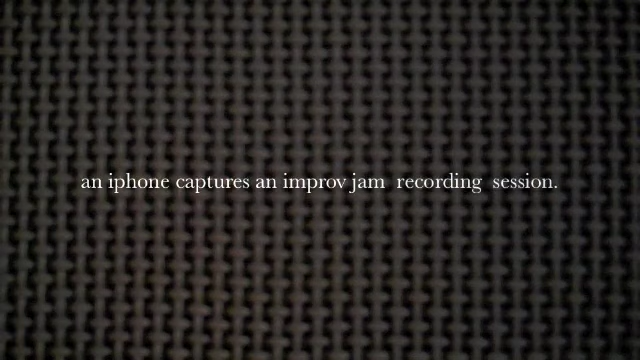 an iphone captures an improv jam  recording  session.